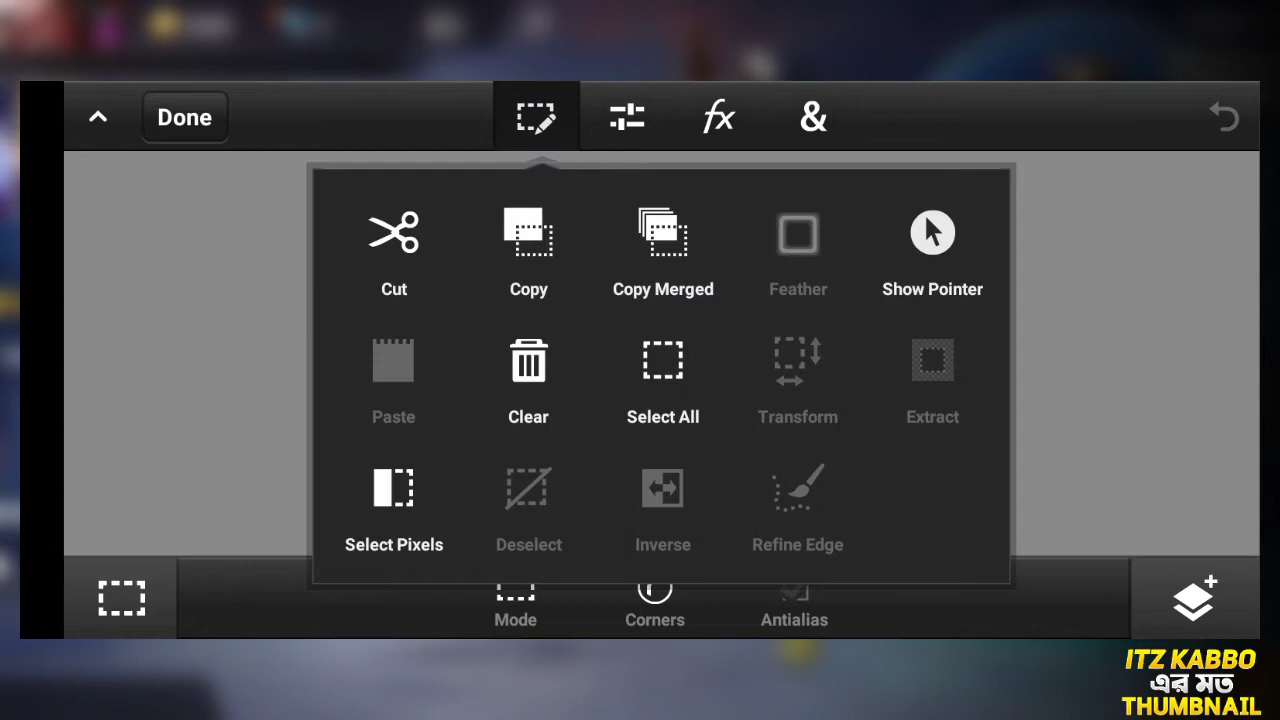 Done
fx
&
Cut
Copy
Copy Merged
Feather
Show Pointer
Paste
Clear
Select All
Transform
Extract
Select Pixels
Deselect
Inverse
Refine Edge
Mode
Corners
Antialias
ITZ KABBO
এর মত
THUMBNAIL